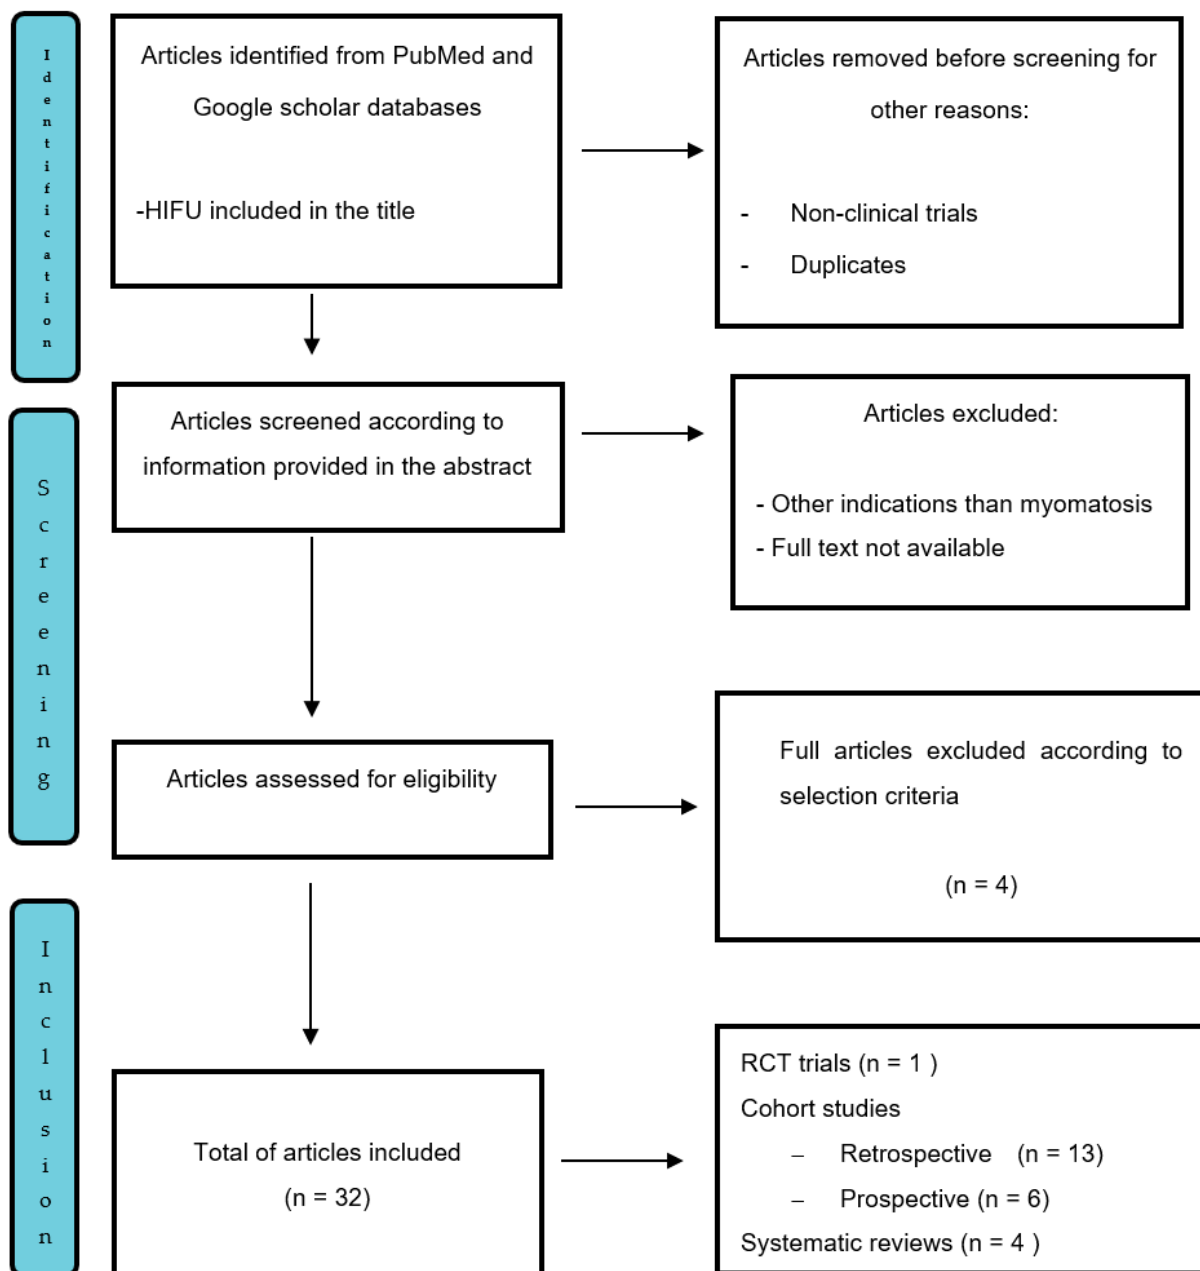 Identification
Articles identified from PubMed and
Google scholar databases
-HIFU included in the title
Articles removed before screening for
other reasons:
- Non-clinical trials
- Duplicates
Screening
Articles screened according to
information provided in the abstract
Articles excluded:
- Other indications than myomatosis
- Full text not available
Articles assessed for eligibility
Full articles excluded according to
selection criteria
(n = 4)
Inclusion
Total of articles included
(n = 32)
RCT trials (n = 1 )
Cohort studies
– Retrospective (n = 13)
– Prospective (n = 6)
Systematic reviews (n = 4 )